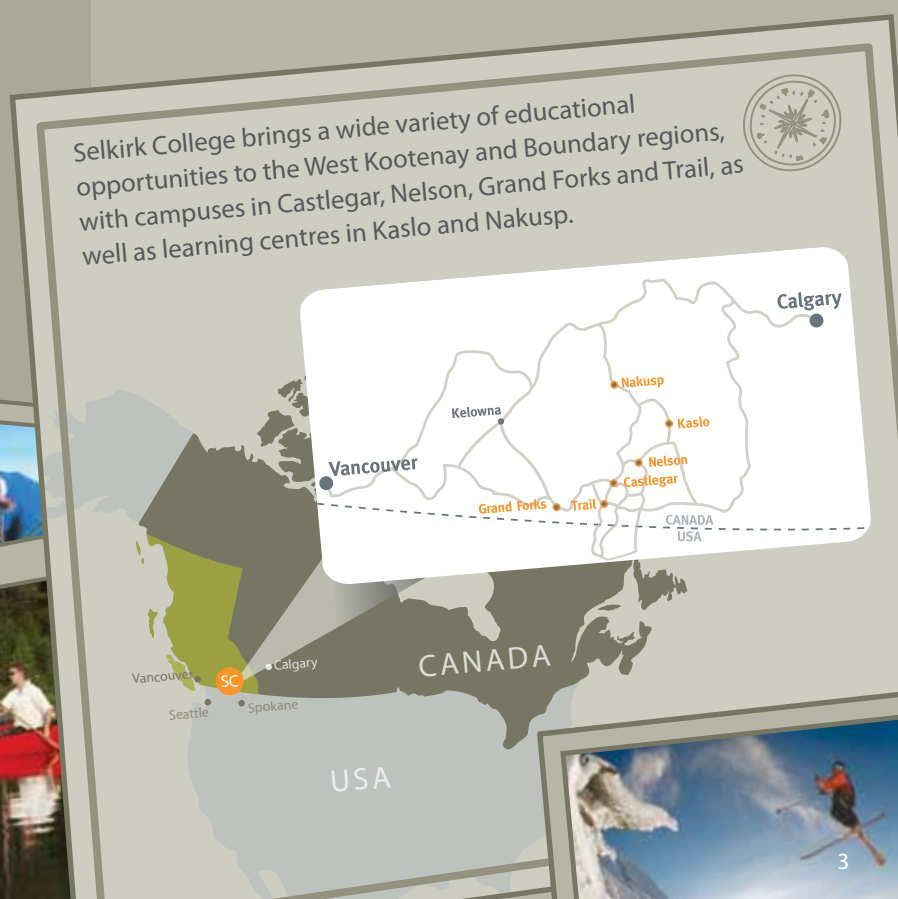 Selkirk College brings a wide variety of educational
opportunities to the West Kootenay and Boundary regions,
with campuses in Castlegar, Nelson, Grand Forks and Trail, as
well as learning centres in Kaslo and Nakusp.
Calgary
Nakusp
Kelowna
Kaslo
Vancouver
Nelson
Castlegar
Grand Forks
Trail
CANADA
USA
CANADA
Calgary
Vancouver
SC
Seattle
Spokane
USA
3